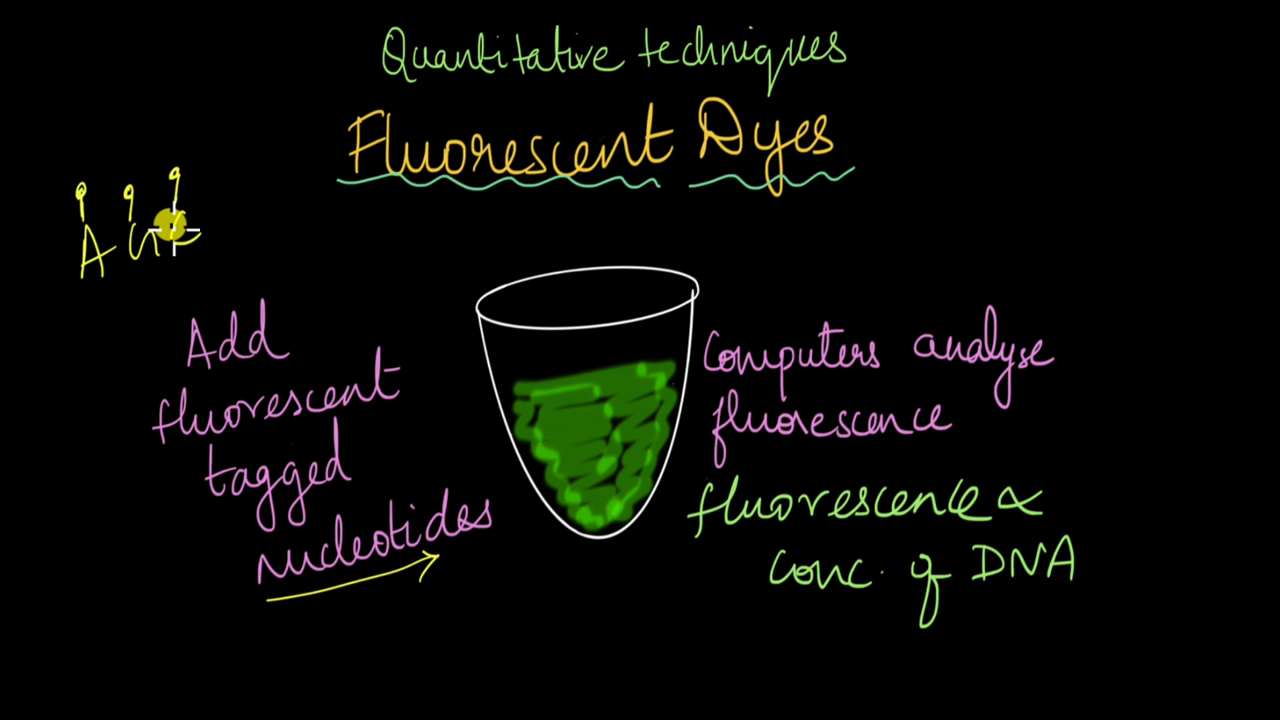 Quantitative techniques
Fluorescent Dyes
A G
Add
fluorescent
tagged
nucleotides
Computers analyse
fluorescence
fluorescence ∝
conc. of DNA